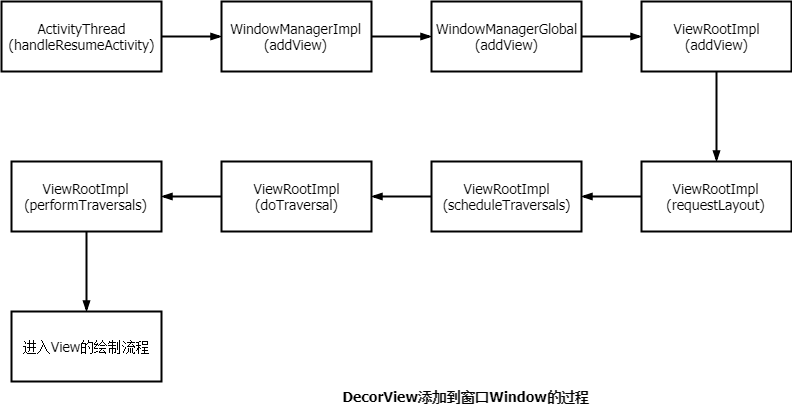 ActivityThread
(handleResumeActivity)
WindowManagerImpl
(addView)
WindowManagerGlobal
(addView)
ViewRootImpl
(addView)
ViewRootImpl
(performTraversals)
ViewRootImpl
(doTraversal)
ViewRootImpl
(scheduleTraversals)
ViewRootImpl
(requestLayout)
进入View的绘制流程
DecorView添加到窗口Window的过程